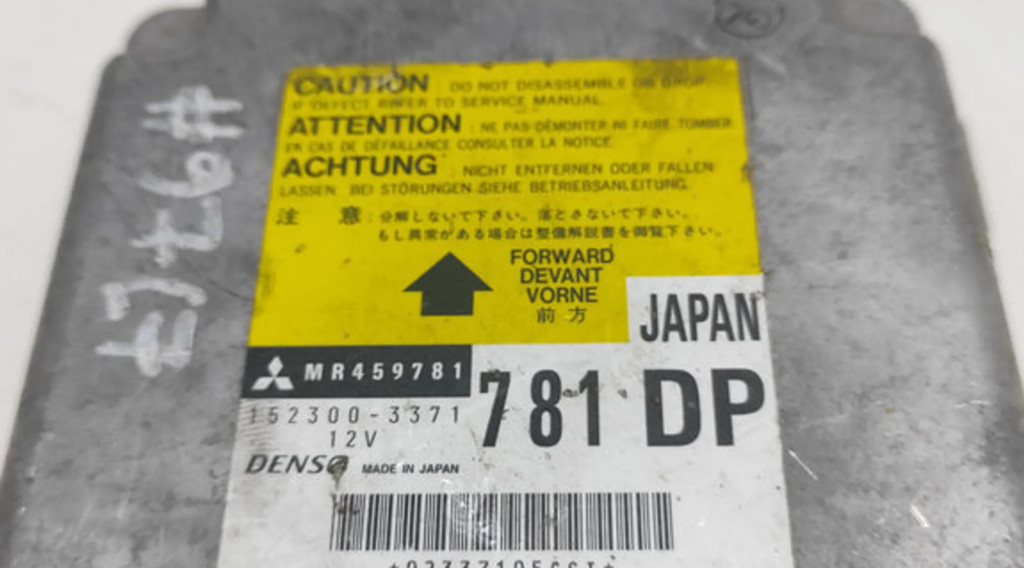 CAUTION : DO NOT DISASSEMBLE OR DROP.
IF DEFECT REFER TO SERVICE MANUAL.
ATTENTION : NE PAS DÉMONTER NI FAIRE TOMBER
EN CAS DE DÉFAILLANCE CONSULTER LA NOTICE.
ACHTUNG : NICHT ENTFERNEN ODER FALLEN
LASSEN. BEI STÖRUNGEN SIEHE BETRIEBSANLEITUNG.
注 意 : 分解しないで下さい。落とさないで下さい。
もし異常がある場合は整備解説書を御覧下さい。
FORWARD
DEVANT
VORNE
前方
JAPAN
MR459781
152300-3371
12V
781 DP
DENSO MADE IN JAPAN